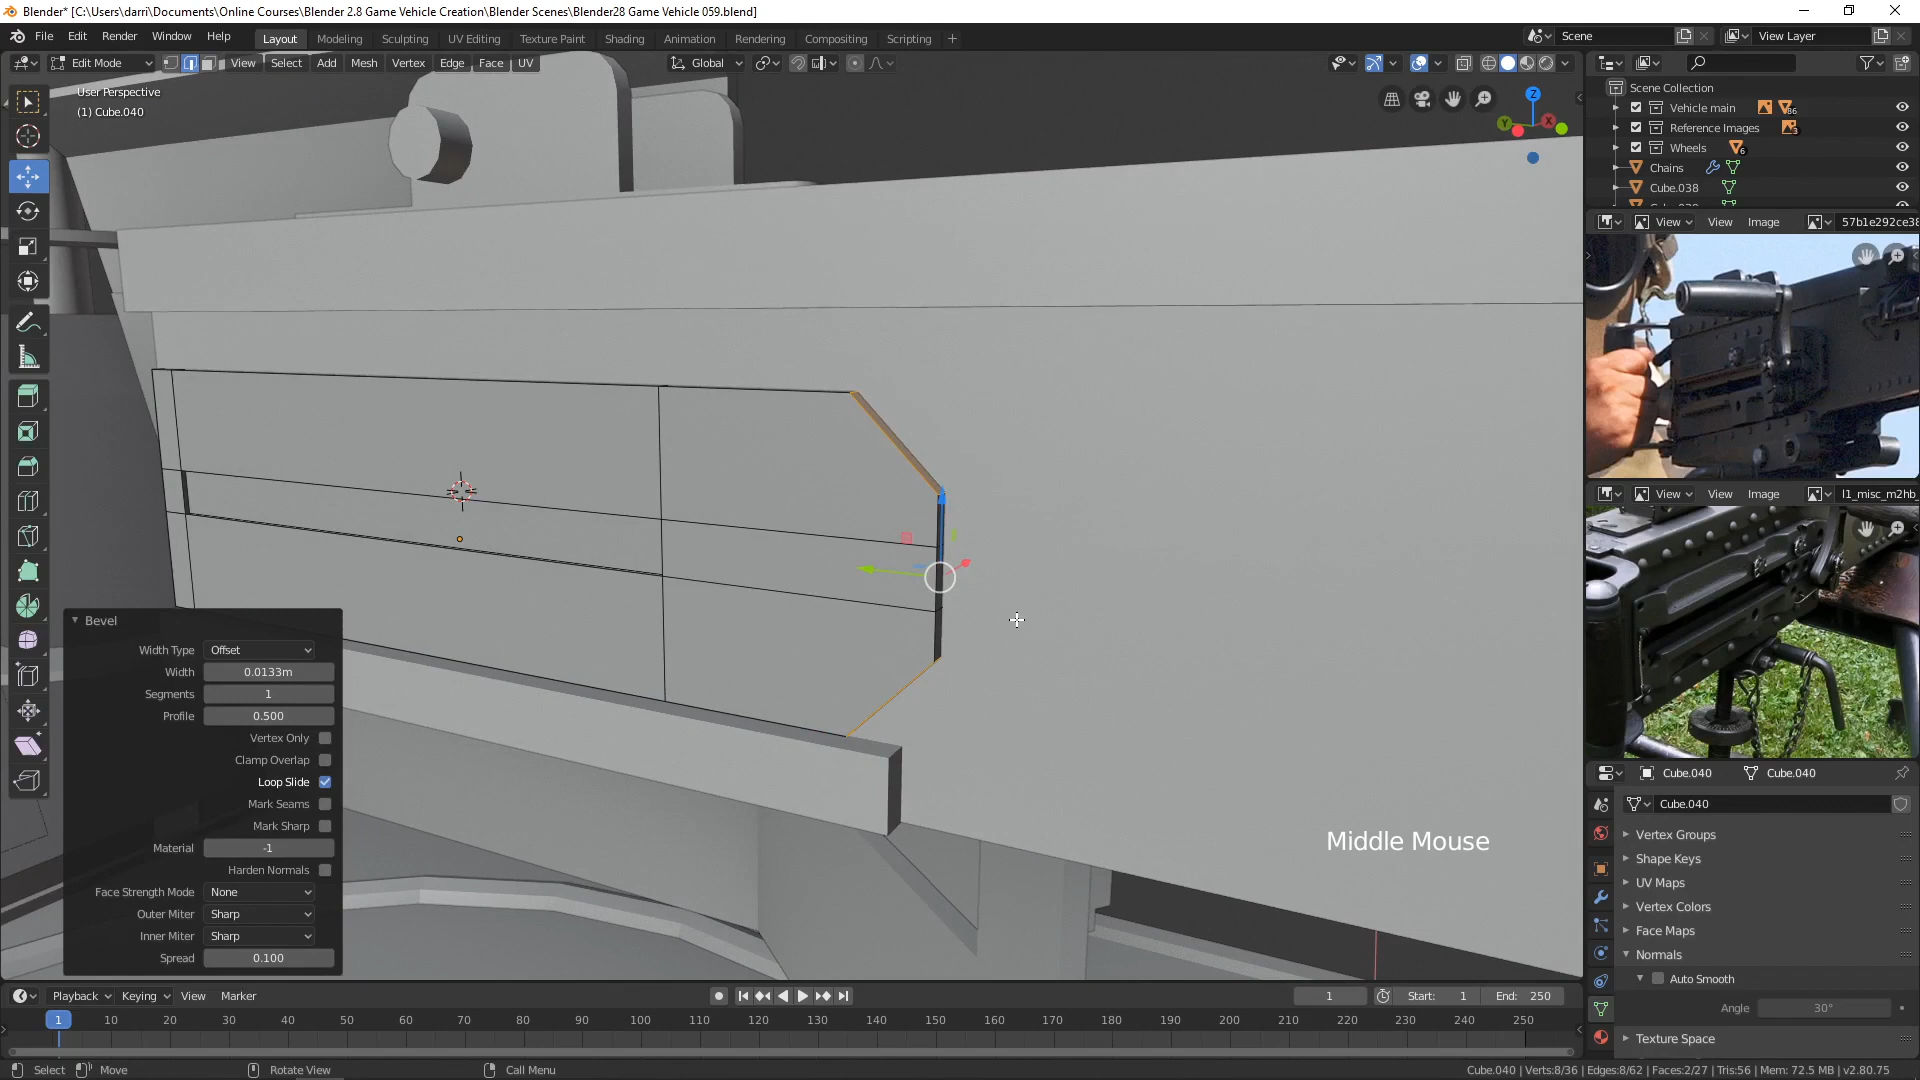 Blender* [C:\Users\darri\Documents\Online Courses\Blender 2.8 Game Vehicle Creation\Blender Scenes\Blender28 Game Vehicle 059.blend]
File Edit Render Window Help Layout Modeling Sculpting UV Editing Texture Paint Shading Animation Rendering Compositing Scripting Scene View Layer
Edit Mode View Select Add Mesh Vertex Edge Face UV Global
User Perspective
(1) Cube.040
Z
Y
X
Scene Collection
Vehicle main 86
Reference Images 3
Wheels 6
Chains
Cube.038
View View Image 57b1e292ce38
View View Image l1_misc_m2hb_
Bevel
Width Type Offset
Width 0.0133m
Segments 1
Profile 0.500
Vertex Only
Clamp Overlap
Loop Slide
Mark Seams
Mark Sharp
Material -1
Harden Normals
Face Strength Mode None
Outer Miter Sharp
Inner Miter Sharp
Spread 0.100
Middle Mouse
Cube.040 Cube.040
Cube.040
Vertex Groups
Shape Keys
UV Maps
Vertex Colors
Face Maps
Normals
Auto Smooth
Angle 30°
Texture Space
Playback Keying View Marker 1 Start: 1 End: 250
1 10 20 30 40 50 60 70 80 90 100 110 120 130 140 150 160 170 180 190 200 210 220 230 240 250
Select Move Rotate View Call Menu Cube.040 | Verts:8/36 | Edges:8/62 | Faces:2/27 | Tris:56 | Mem: 72.5 MB | v2.80.75